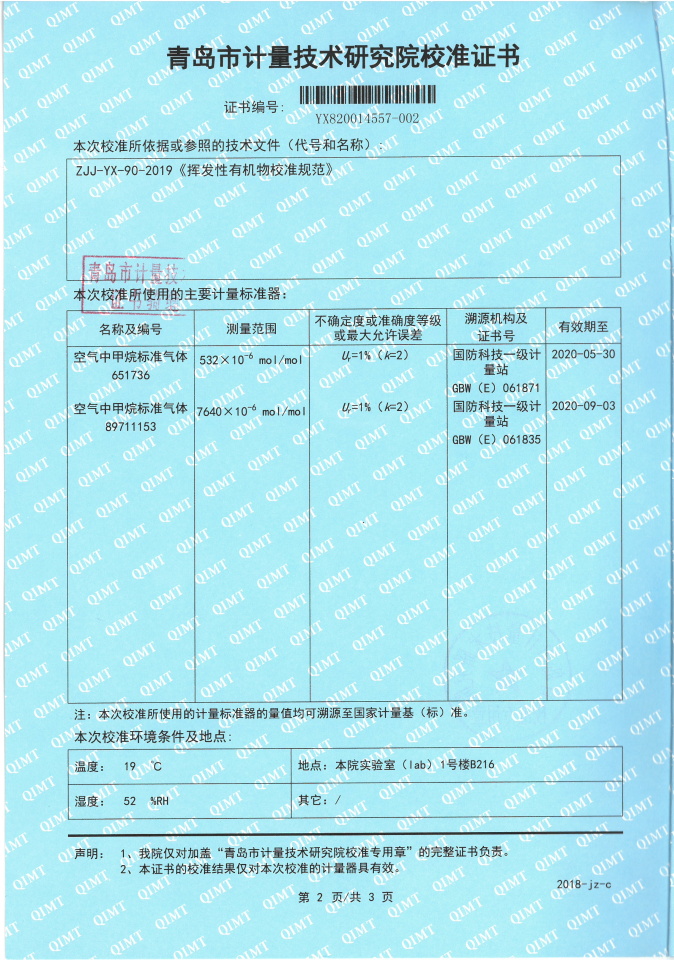 青岛市计量技术研究院校准证书
证书编号：
YX820014557-002
本次校准所依据或参照的技术文件（代号和名称）：
ZJJ-YX-90-2019《挥发性有机物校准规范》
青岛市计量技
本次校准所使用的主要计量标准器：
名称及编号
测量范围
不确定度或准确度等级
或最大允许误差
溯源机构及
证书号
有效期至
空气中甲烷标准气体
651736
532×10⁻⁶ mol/mol
Uᵣ=1%（k=2）
国防科技一级计
量站
GBW（E）061871
2020-05-30
空气中甲烷标准气体
89711153
7640×10⁻⁶ mol/mol
Uᵣ=1%（k=2）
国防科技一级计
量站
GBW（E）061835
2020-09-03
注：本次校准所使用的计量标准器的量值均可溯源至国家计量基（标）准。
本次校准环境条件及地点：
温度： 19 ℃
地点：本院实验室（lab）1号楼B216
湿度： 52 %RH
其它：/
声明： 1、我院仅对加盖“青岛市计量技术研究院校准专用章”的完整证书负责。
2、本证书的校准结果仅对本次校准的计量器具有效。
2018-jz-c
第 2 页/共 3 页